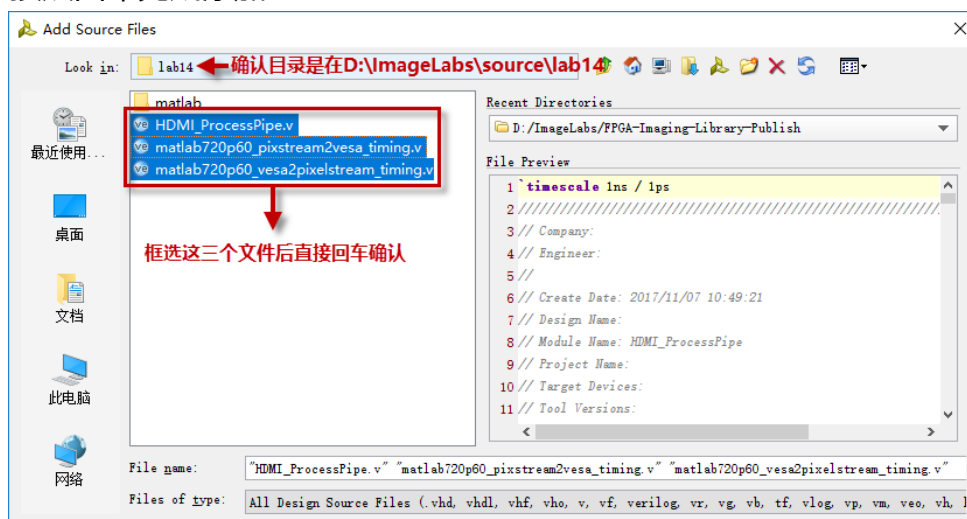 Add Source Files
Look in: lab14 确认目录是在D:\ImageLabs\source\lab14
最近使用...
桌面
文档
此电脑
网络
matlab
HDMI_ProcessPipe.v
matlab720p60_pixstream2vesa_timing.v
matlab720p60_vesa2pixelstream_timing.v
框选这三个文件后直接回车确认
Recent Directories
D:/ImageLabs/FPGA-Imaging-Library-Publish
File Preview
1 `timescale 1ns / 1ps
2 ////////////////////////////////////////////////////////////////////
3 // Company:
4 // Engineer:
5 //
6 // Create Date: 2017/11/07 10:49:21
7 // Design Name:
8 // Module Name: HDMI_ProcessPipe
9 // Project Name:
10 // Target Devices:
11 // Tool Versions:
File name: "HDMI_ProcessPipe.v" "matlab720p60_pixstream2vesa_timing.v" "matlab720p60_vesa2pixelstream_timing.v"
Files of type: All Design Source Files (.vhd, vhdl, vhf, vho, v, vf, verilog, vr, vg, vb, tf, vlog, vp, vm, veo, vh,